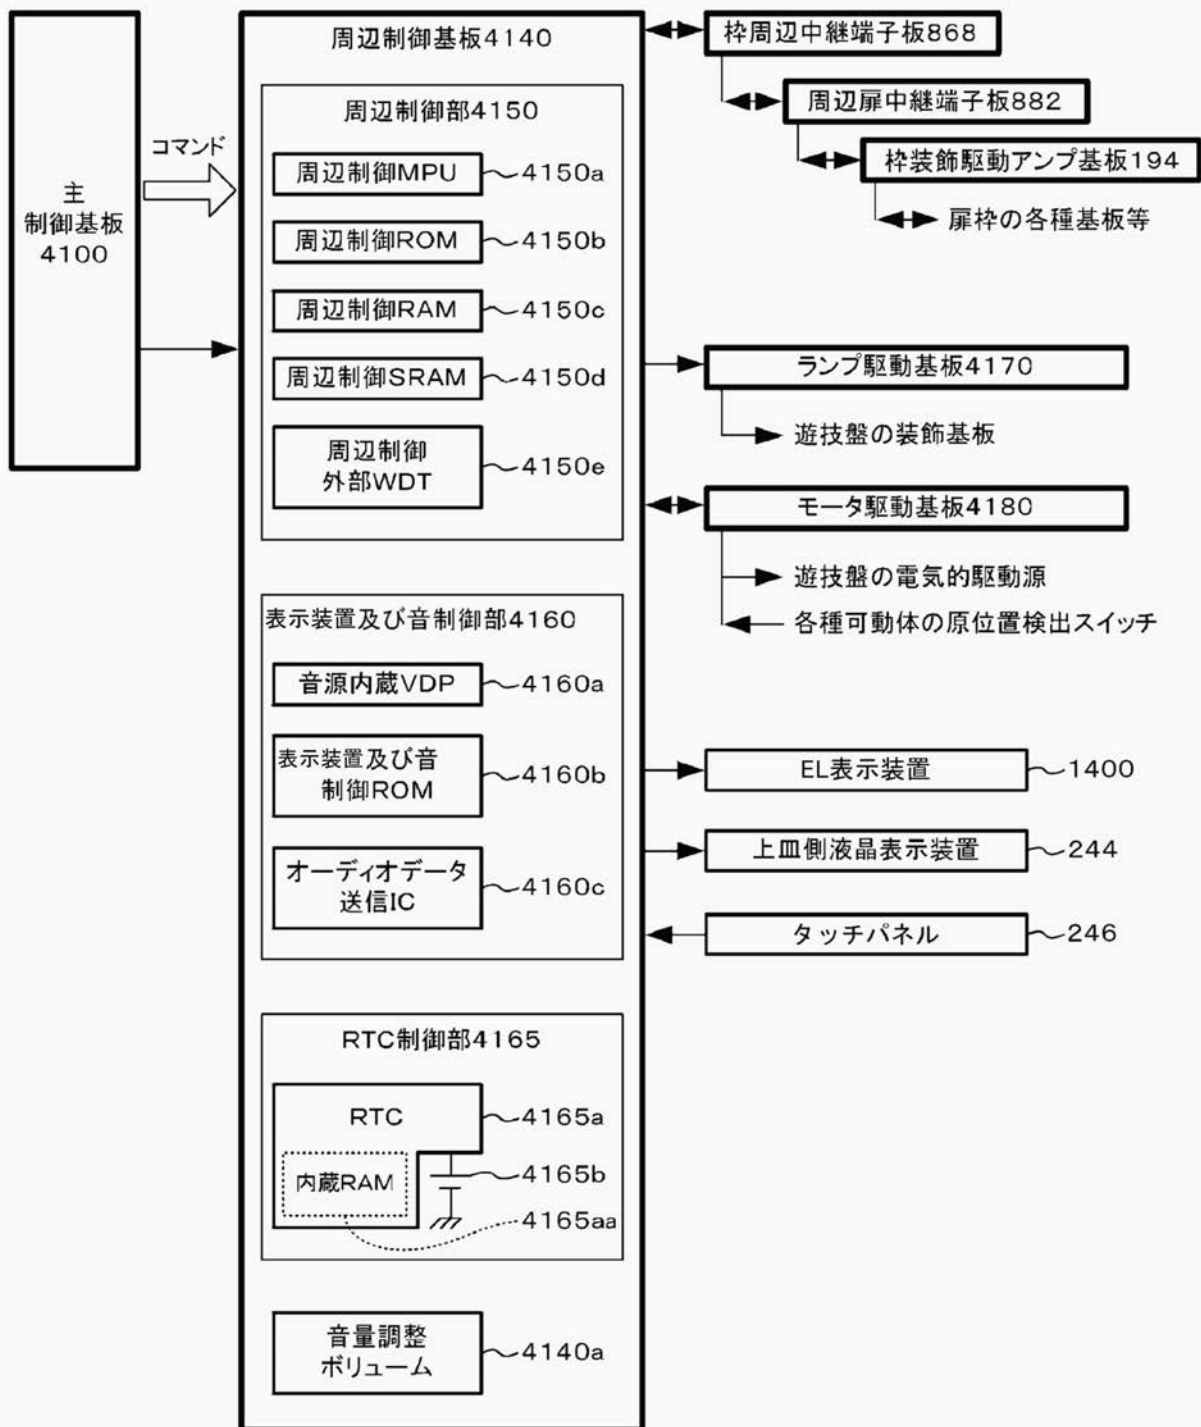 主
制御基板
4100
コマンド
周辺制御基板4140
周辺制御部4150
周辺制御MPU
4150a
周辺制御ROM
4150b
周辺制御RAM
4150c
周辺制御SRAM
4150d
周辺制御
外部WDT
4150e
表示装置及び音制御部4160
音源内蔵VDP
4160a
表示装置及び音
制御ROM
4160b
オーディオデータ
送信IC
4160c
RTC制御部4165
RTC
4165a
内蔵RAM
4165b
4165aa
音量調整
ボリューム
4140a
枠周辺中継端子板868
周辺扉中継端子板882
枠装飾駆動アンプ基板194
扉枠の各種基板等
ランプ駆動基板4170
遊技盤の装飾基板
モータ駆動基板4180
遊技盤の電気的駆動源
各種可動体の原位置検出スイッチ
EL表示装置
1400
上皿側液晶表示装置
244
タッチパネル
246